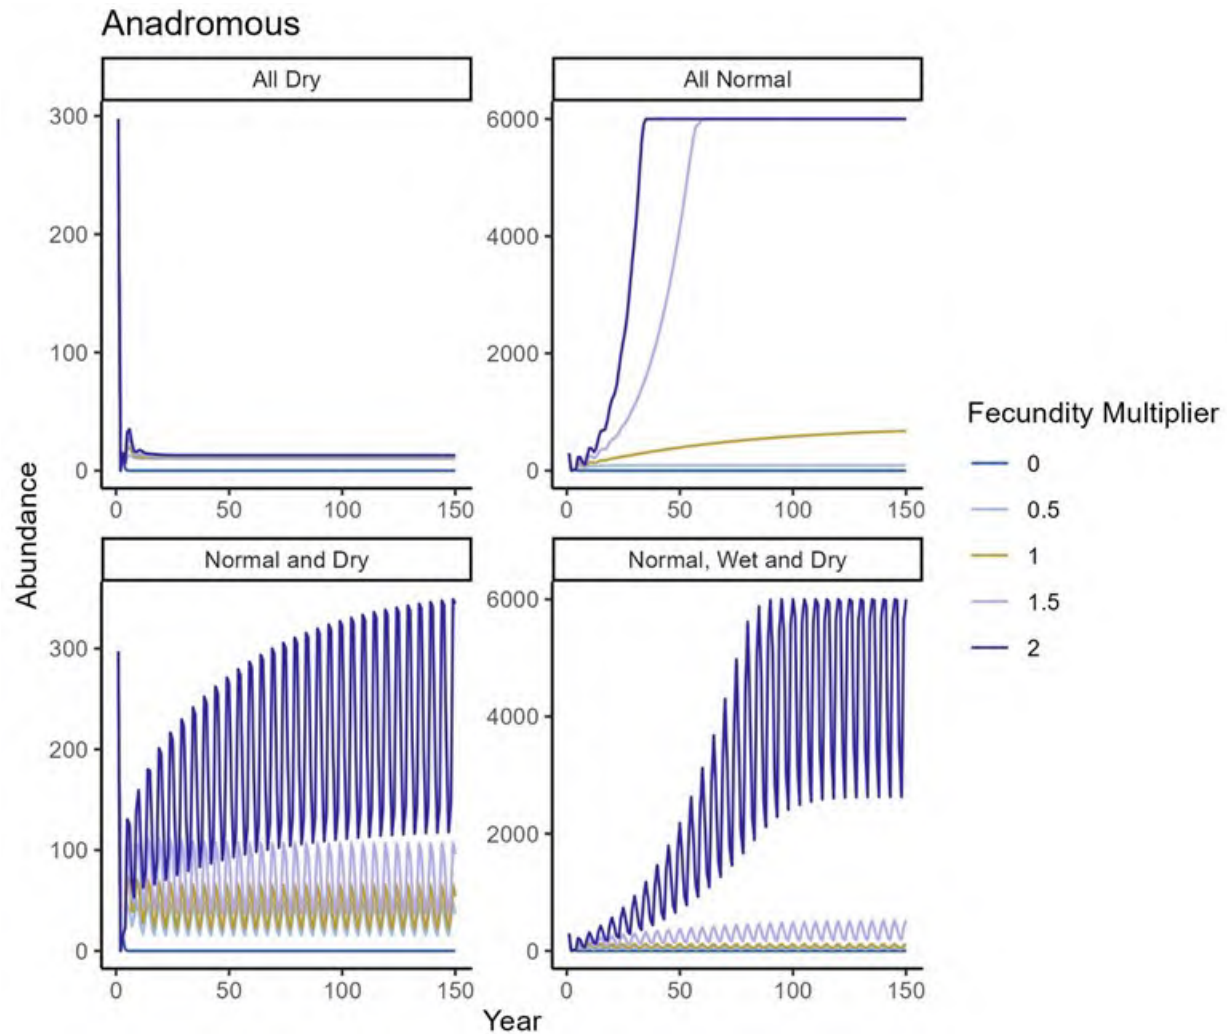 Anadromous
All Dry
All Normal
300
200
100
0
0 50 100 150
6000
4000
2000
0
0 50 100 150
Normal and Dry
Normal, Wet and Dry
300
200
100
0
0 50 100 150
6000
4000
2000
0
0 50 100 150
Abundance
Year
Fecundity Multiplier
0
0.5
1
1.5
2